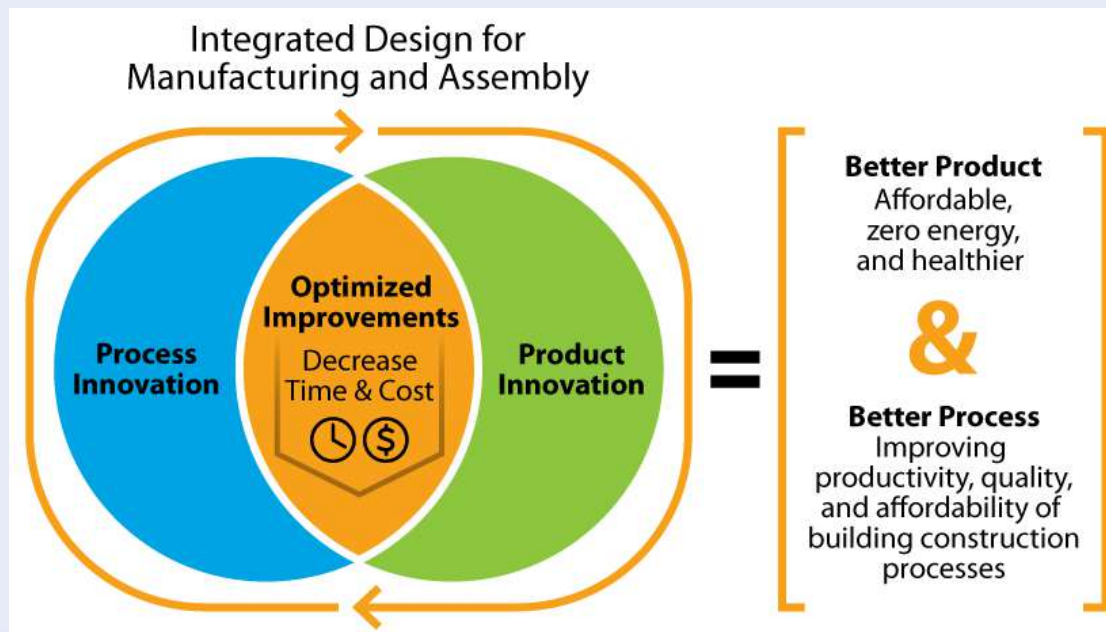 Integrated Design for
Manufacturing and Assembly
Process
Innovation
Optimized
Improvements
Decrease
Time & Cost
$
Product
Innovation
=
Better Product
Affordable,
zero energy,
and healthier
&
Better Process
Improving
productivity, quality,
and affordability of
building construction
processes